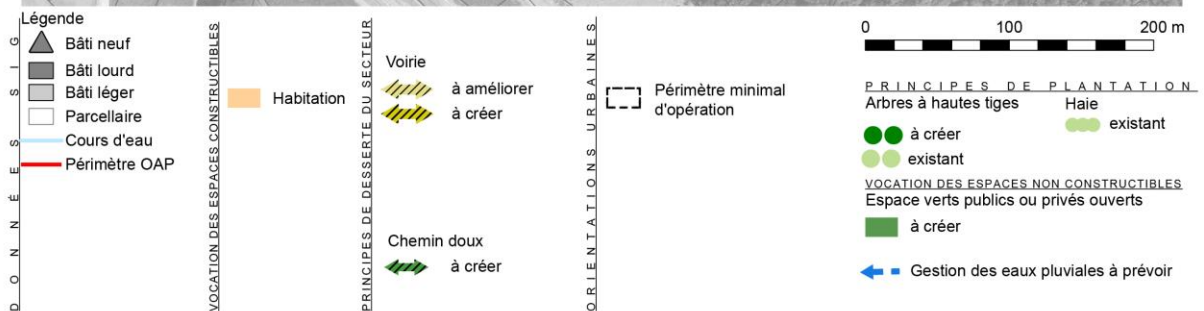 Légende
DONNÉES SIG
Bâti neuf
Bâti lourd
Bâti léger
Parcellaire
Cours d'eau
Périmètre OAP
VOCATION DES ESPACES CONSTRUCTIBLES
Habitation
PRINCIPES DE DESSERTE DU SECTEUR
Voirie
à améliorer
à créer
Chemin doux
à créer
ORIENTATIONS URBAINES
Périmètre minimal
d'opération
0 100 200 m
PRINCIPES DE PLANTATION
Arbres à hautes tiges
à créer
existant
Haie
existant
VOCATION DES ESPACES NON CONSTRUCTIBLES
Espace verts publics ou privés ouverts
à créer
Gestion des eaux pluviales à prévoir